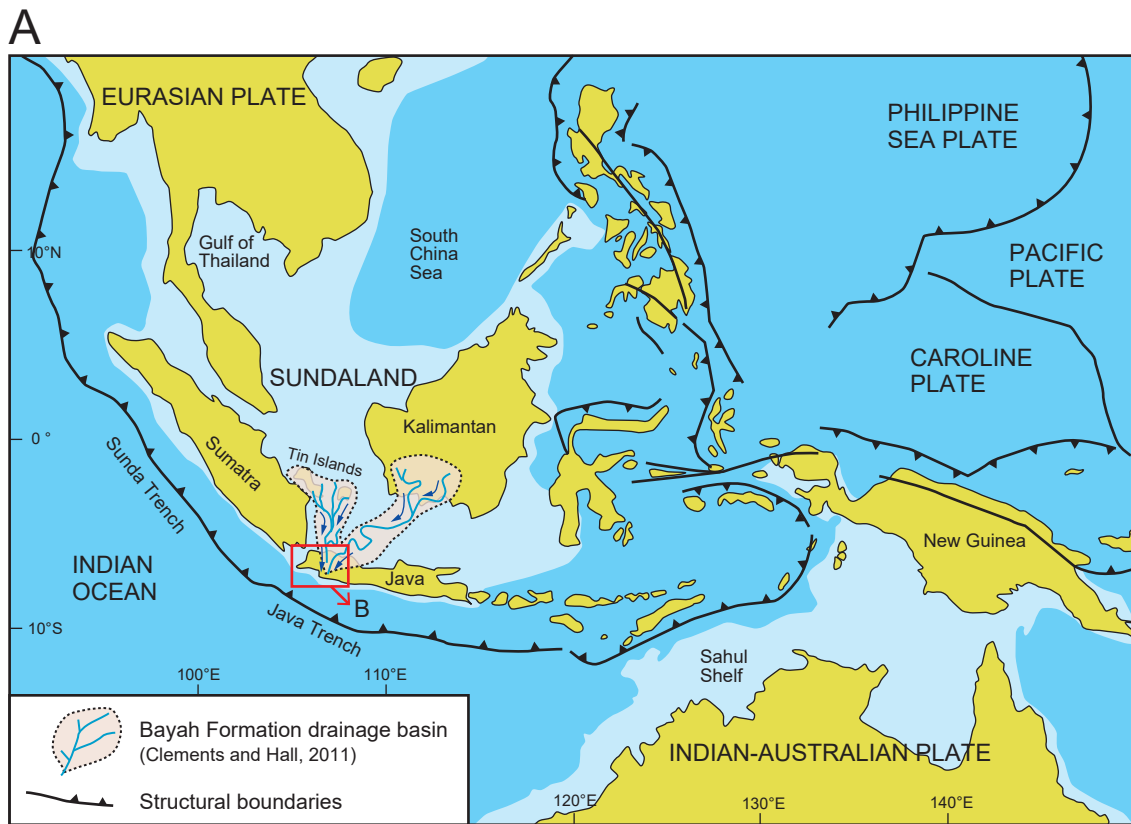 A
EURASIAN PLATE
PHILIPPINE
SEA PLATE
Gulf of
Thailand
South
China
Sea
10°N
PACIFIC
PLATE
CAROLINE
PLATE
SUNDALAND
Kalimantan
0 °
Sumatra
Tin Islands
Sunda Trench
New Guinea
INDIAN
OCEAN
Java
B
Java Trench
10°S
Sahul
Shelf
100°E
110°E
Bayah Formation drainage basin
(Clements and Hall, 2011)
INDIAN-AUSTRALIAN PLATE
Structural boundaries
120°E
130°E
140°E